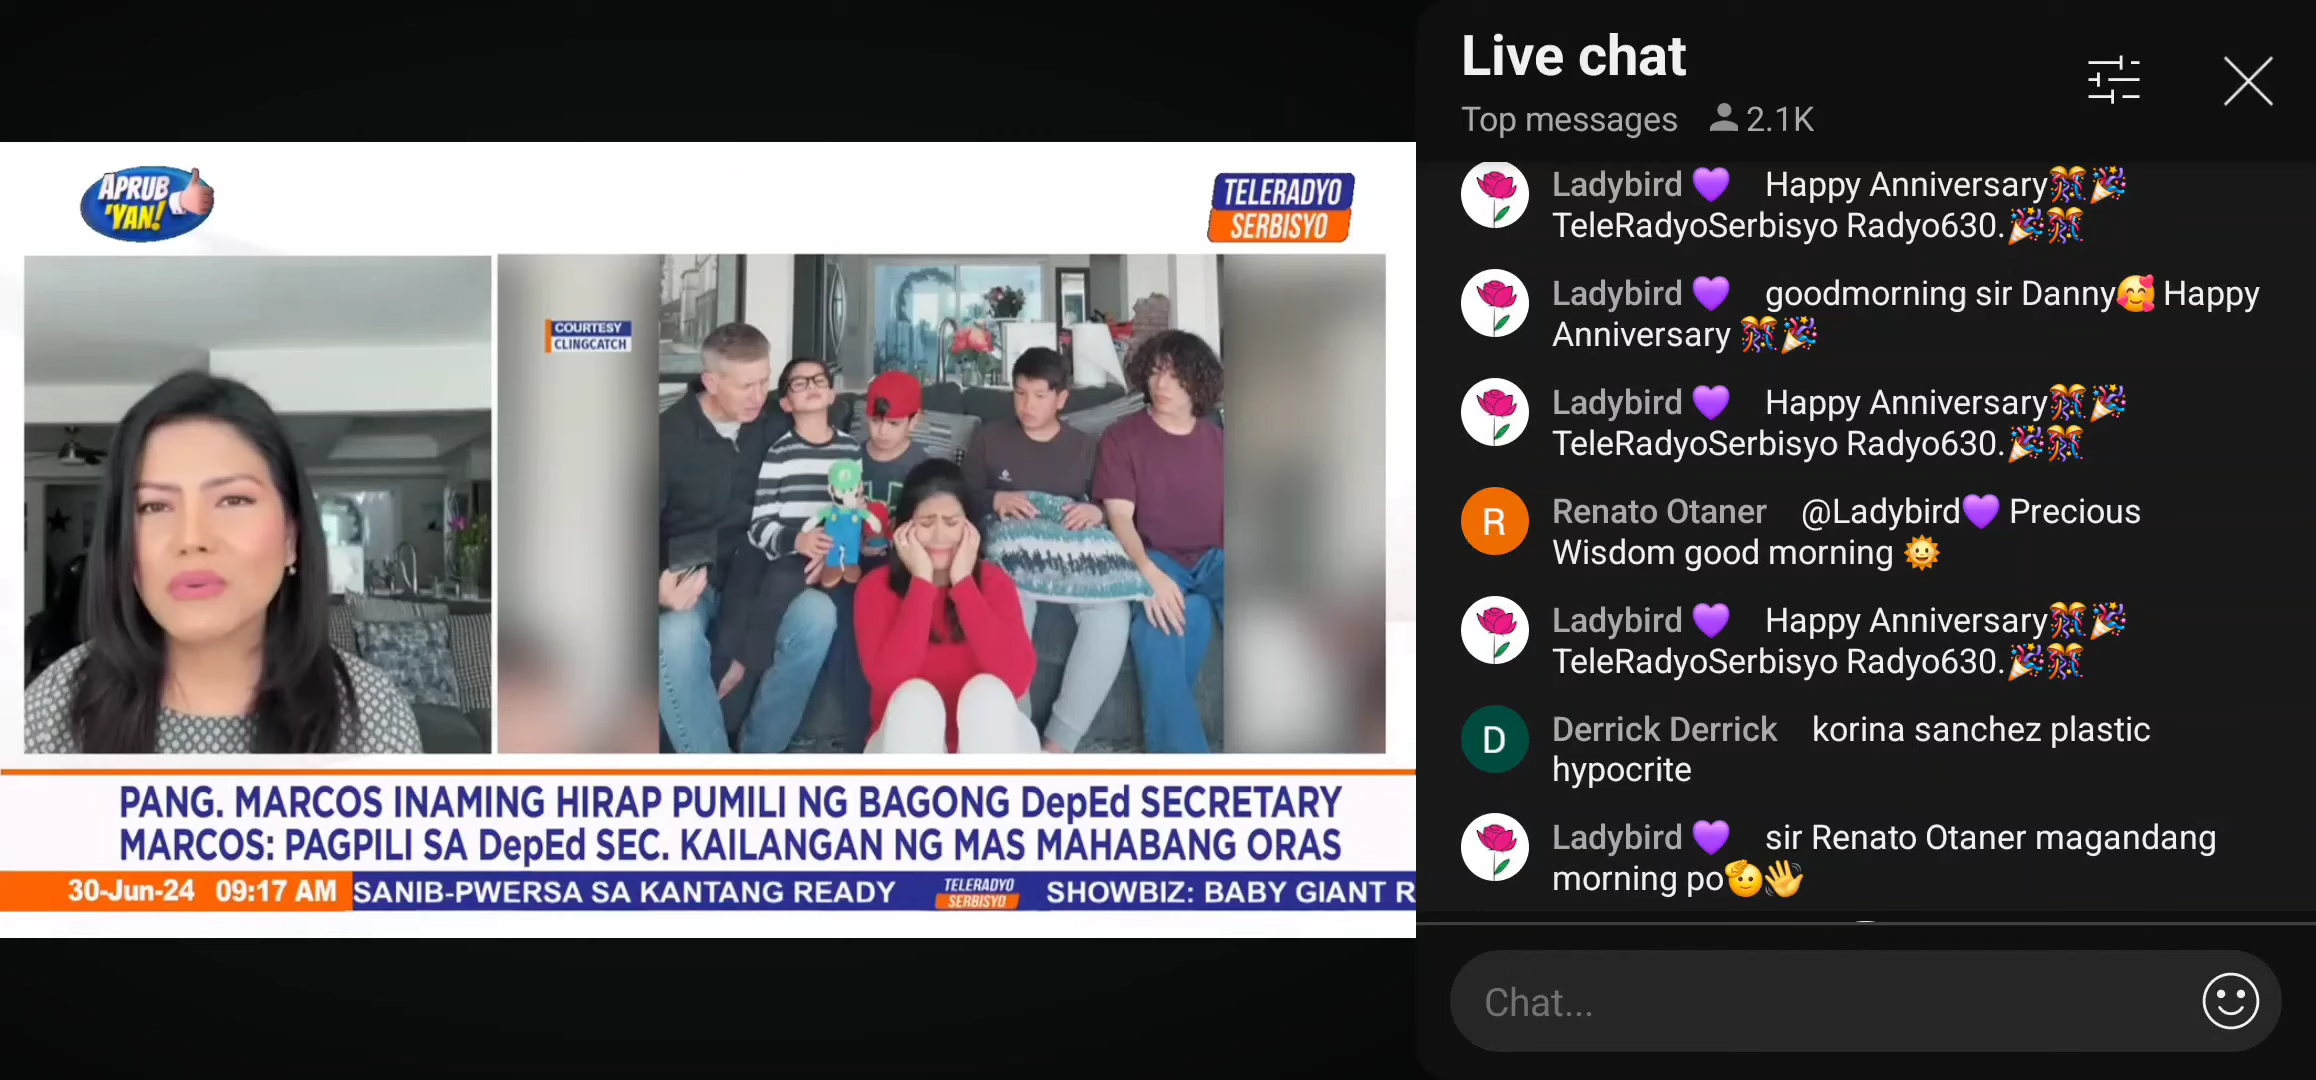 APRUB
'YAN!
TELERADYO
SERBISYO
COURTESY
CLINGCATCH
PANG. MARCOS INAMING HIRAP PUMILI NG BAGONG DepEd SECRETARY
MARCOS: PAGPILI SA DepEd SEC. KAILANGAN NG MAS MAHABANG ORAS
30-Jun-24 09:17 AM SANIB-PWERSA SA KANTANG READY TELERADYO SERBISYO SHOWBIZ: BABY GIANT R
Live chat
Top messages 2.1K
Ladybird 💜 Happy Anniversary🎊🎉
TeleRadyoSerbisyo Radyo630.🎉🎊
Ladybird 💜 goodmorning sir Danny🥰 Happy
Anniversary 🎊🎉
Ladybird 💜 Happy Anniversary🎊🎉
TeleRadyoSerbisyo Radyo630.🎉🎊
R Renato Otaner @Ladybird💜 Precious
Wisdom good morning 🌞
Ladybird 💜 Happy Anniversary🎊🎉
TeleRadyoSerbisyo Radyo630.🎉🎊
D Derrick Derrick korina sanchez plastic
hypocrite
Ladybird 💜 sir Renato Otaner magandang
morning po🫡👋
Chat...